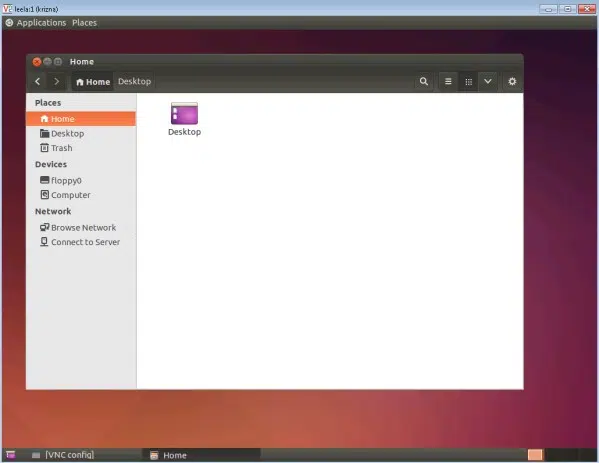 leela:1 (krizna)
Applications Places
Home
Home Desktop
Places
Home
Desktop
Trash
Devices
floppy0
Computer
Network
Browse Network
Connect to Server
Desktop
[VNC config] Home